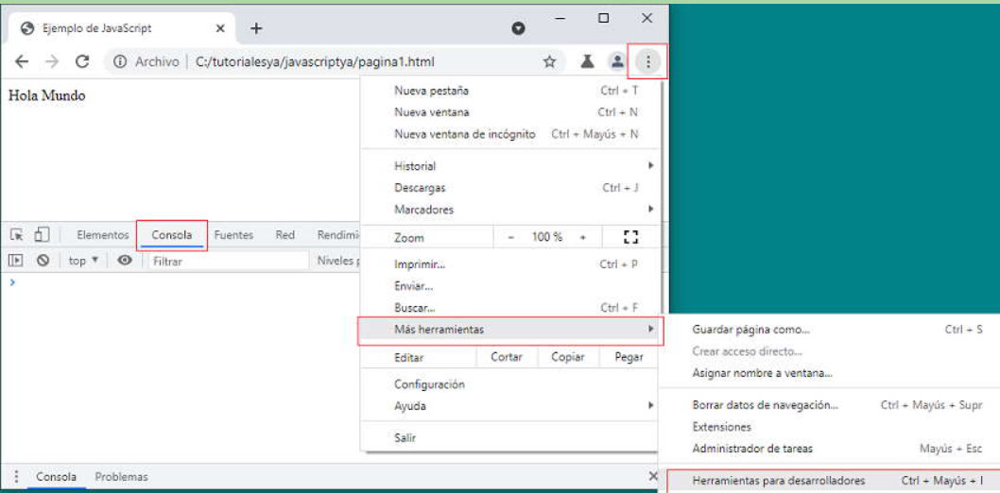 Ejemplo de JavaScript
Archivo | C:/tutorialesya/javascriptya/pagina1.html
Hola Mundo
Nueva pestaña Ctrl + T
Nueva ventana Ctrl + N
Nueva ventana de incógnito Ctrl + Mayús + N
Historial
Descargas Ctrl + J
Marcadores
Zoom - 100 % +
Imprimir... Ctrl + P
Enviar...
Buscar... Ctrl + F
Más herramientas
Editar Cortar Copiar Pegar
Configuración
Ayuda
Salir
Elementos Consola Fuentes Red Rendimi
top Filtrar Niveles
Guardar página como... Ctrl + S
Crear acceso directo...
Asignar nombre a ventana...
Borrar datos de navegación... Ctrl + Mayús + Supr
Extensiones
Administrador de tareas Mayús + Esc
Herramientas para desarrolladores Ctrl + Mayús + I
Consola Problemas